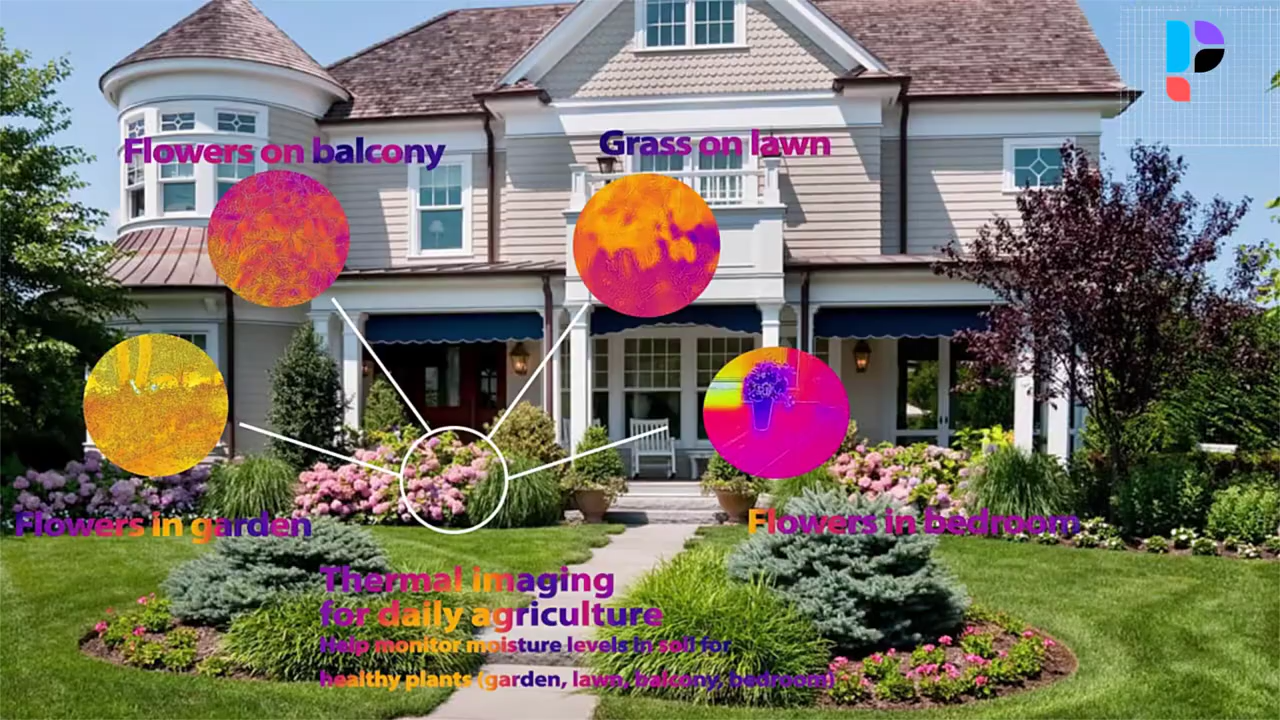 Flowers on balcony
Grass on lawn
Flowers in garden
Flowers in bedroom
Thermal imaging
for daily agriculture
Help monitor moisture levels in soil for
healthy plants (garden, lawn, balcony, bedroom)